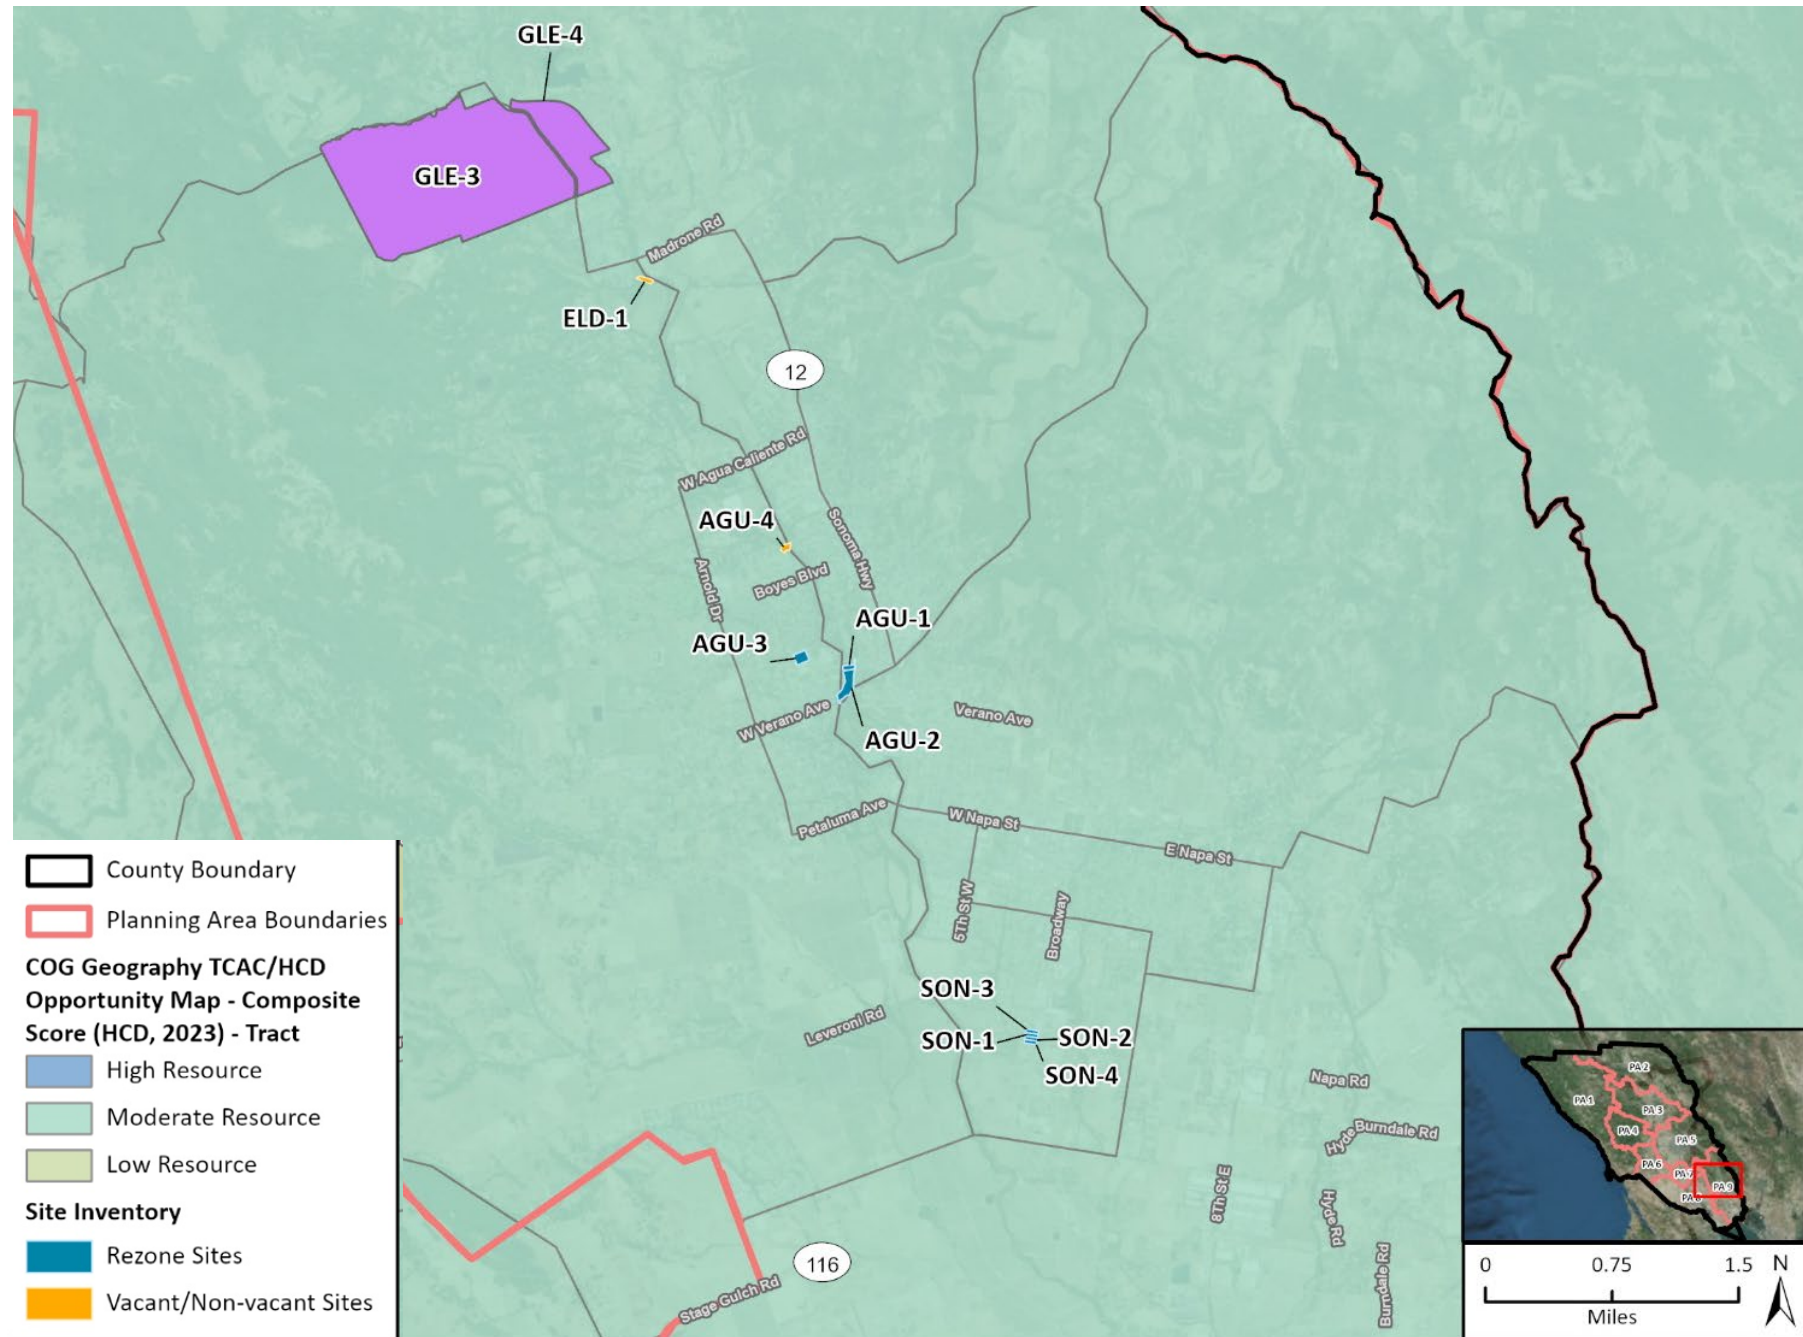 GLE-4
GLE-3
Madrone Rd
ELD-1
12
W Agua Caliente Rd
AGU-4
Sonoma Hwy
Arnold Dr
Boyes Blvd
AGU-1
AGU-3
W Verano Ave
Verano Ave
AGU-2
Petaluma Ave
W Napa St
E Napa St
5Th St W
Broadway
SON-3
Leveroni Rd
SON-1
SON-2
SON-4
Napa Rd
Hyde Burndale Rd
8Th St E
Hyde Rd
Burndale Rd
116
Stage Gulch Rd
County Boundary
Planning Area Boundaries
COG Geography TCAC/HCD
Opportunity Map - Composite
Score (HCD, 2023) - Tract
High Resource
Moderate Resource
Low Resource
Site Inventory
Rezone Sites
Vacant/Non-vacant Sites
PA 2
PA 1
PA 3
PA 4
PA 5
PA 6
PA 7
PA 9
PA 8
0 0.75 1.5 N
Miles